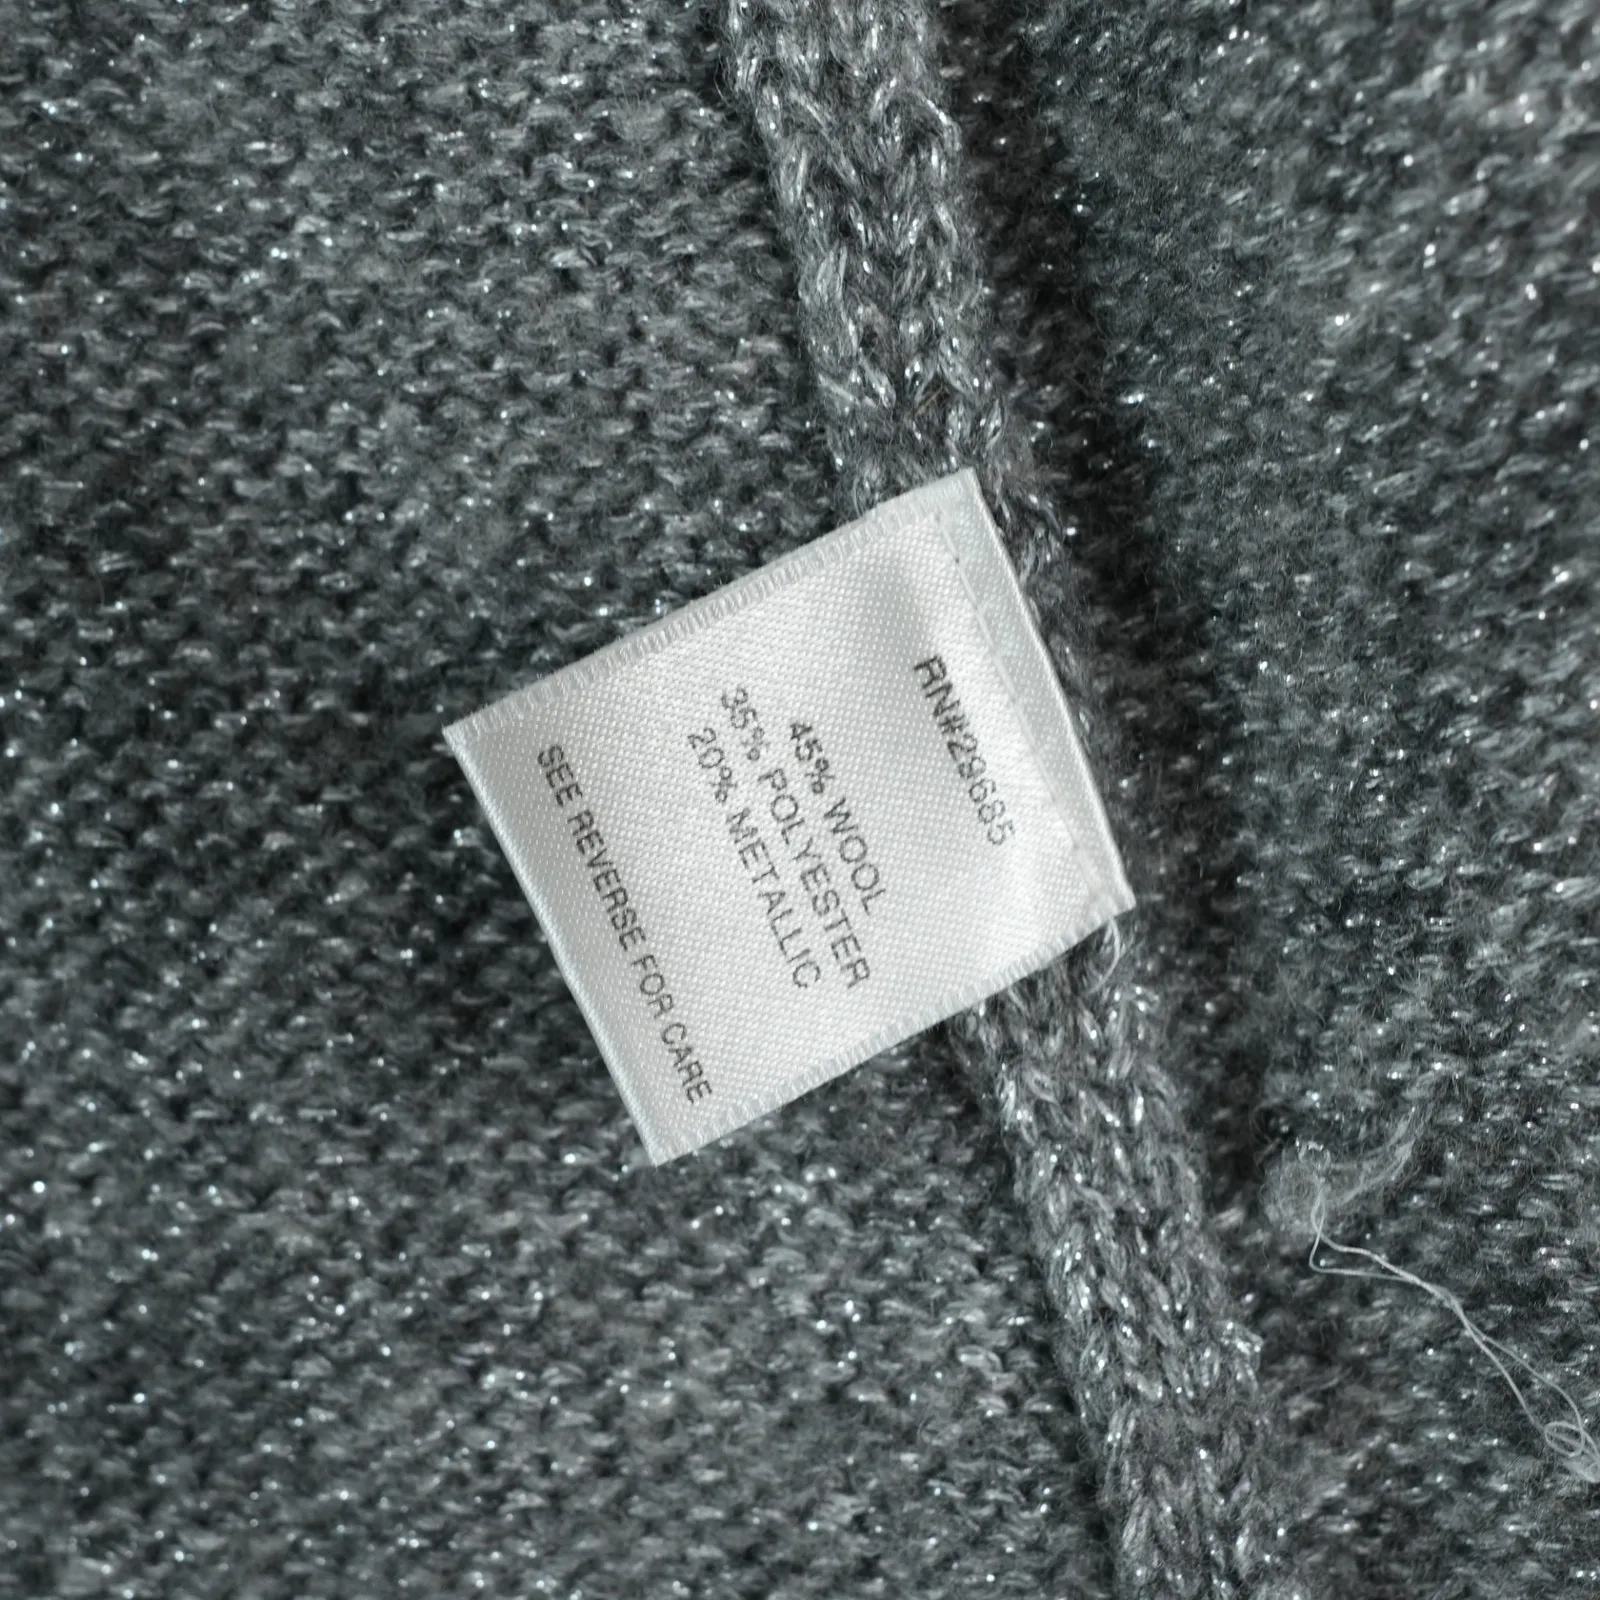 RN#29685
45% WOOL
35% POLYESTER
20% METALLIC
SEE REVERSE FOR CARE